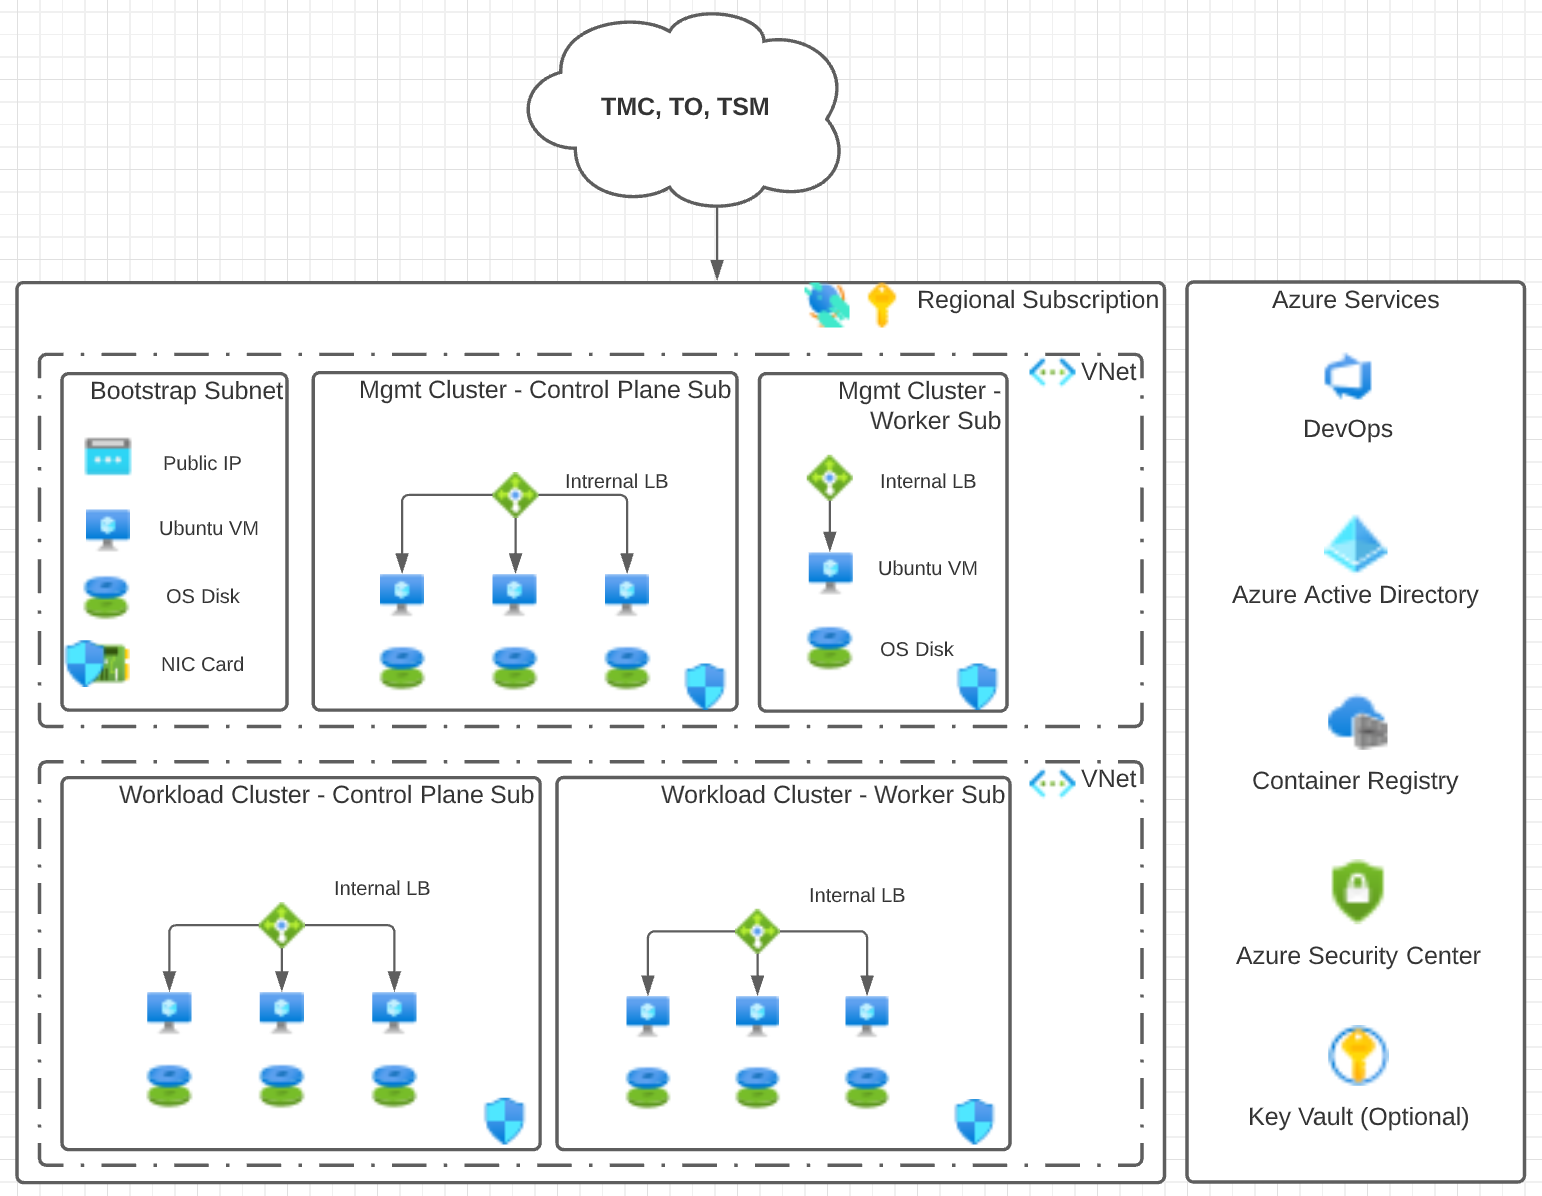 TMC, TO, TSM
Regional Subscription
VNet
Bootstrap Subnet
Public IP
Ubuntu VM
OS Disk
NIC Card
Mgmt Cluster - Control Plane Sub
Intrernal LB
Mgmt Cluster -
Worker Sub
Internal LB
Ubuntu VM
OS Disk
VNet
Workload Cluster - Control Plane Sub
Internal LB
Workload Cluster - Worker Sub
Internal LB
Azure Services
DevOps
Azure Active Directory
Container Registry
Azure Security Center
Key Vault (Optional)